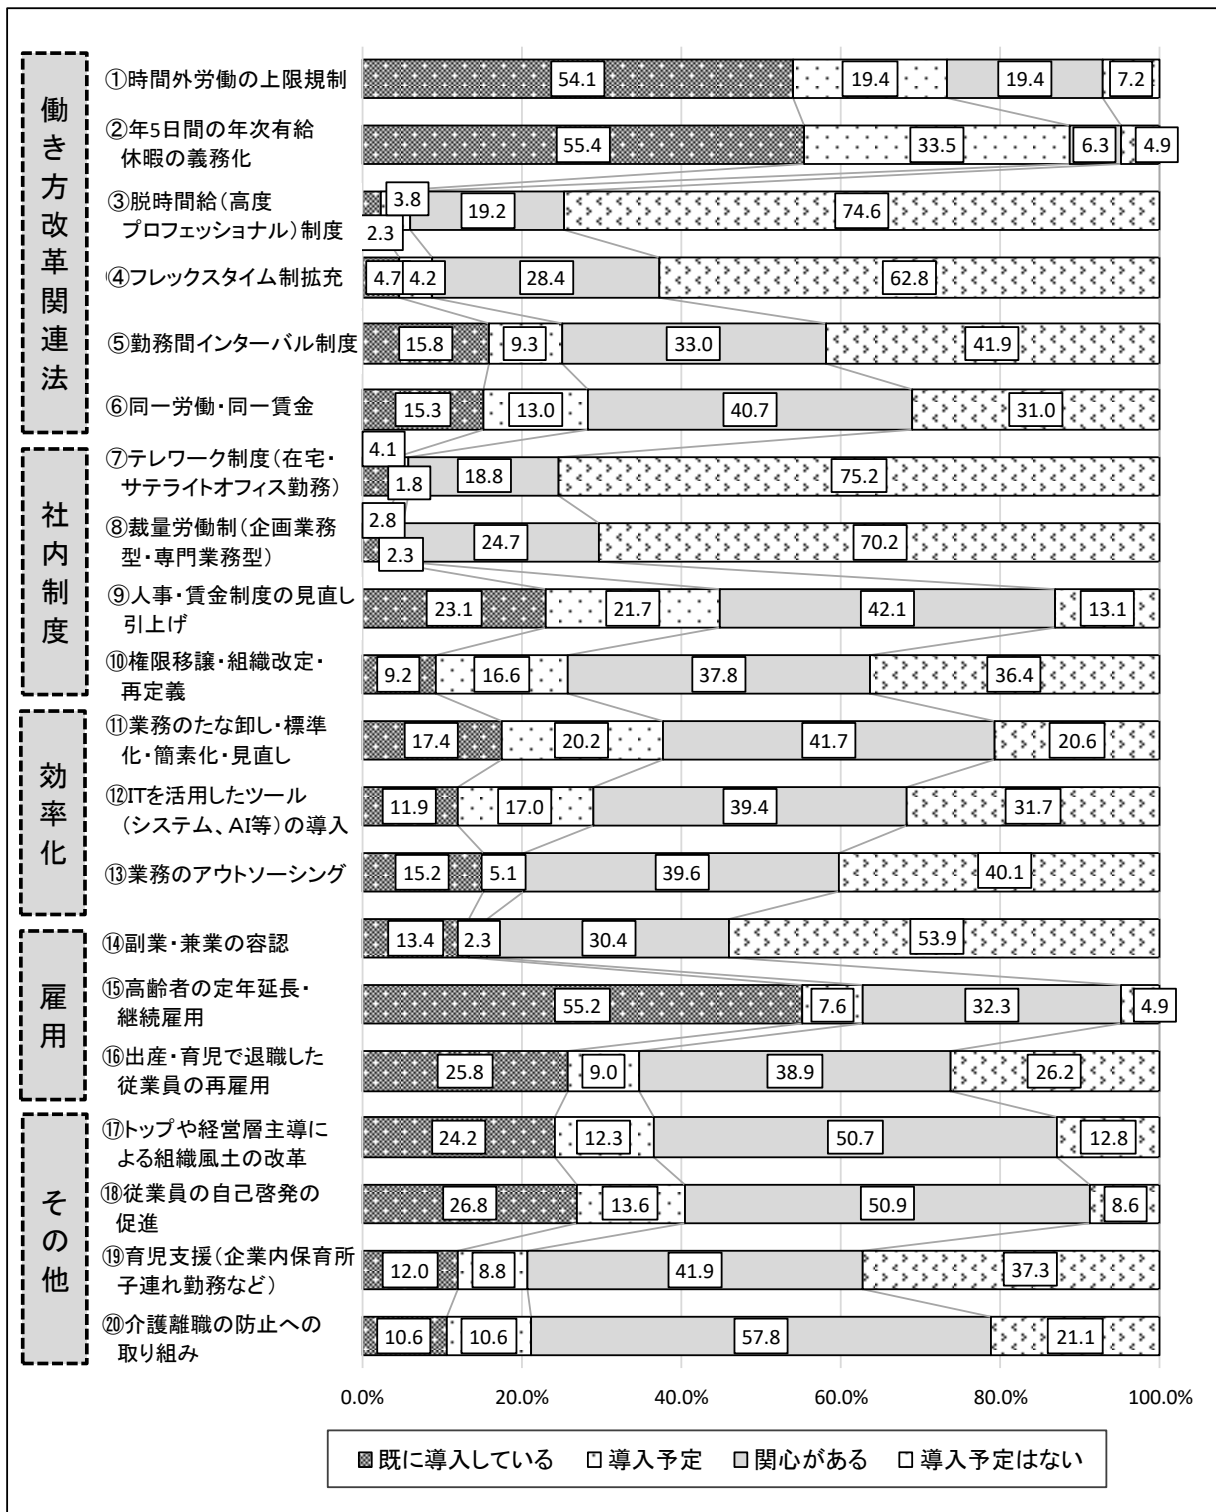 働き方改革関連法
①時間外労働の上限規制
54.1 19.4 19.4 7.2
②年5日間の年次有給
休暇の義務化
55.4 33.5 6.3 4.9
③脱時間給(高度
プロフェッショナル)制度
2.3 3.8 19.2 74.6
④フレックスタイム制拡充
4.7 4.2 28.4 62.8
⑤勤務間インターバル制度
15.8 9.3 33.0 41.9
⑥同一労働・同一賃金
15.3 13.0 40.7 31.0
社内制度
⑦テレワーク制度(在宅・
サテライトオフィス勤務)
4.1 1.8 18.8 75.2
⑧裁量労働制(企画業務
型・専門業務型)
2.8 2.3 24.7 70.2
⑨人事・賃金制度の見直し
引上げ
23.1 21.7 42.1 13.1
⑩権限移譲・組織改定・
再定義
9.2 16.6 37.8 36.4
効率化
⑪業務のたな卸し・標準
化・簡素化・見直し
17.4 20.2 41.7 20.6
⑫ITを活用したツール
(システム、AI等)の導入
11.9 17.0 39.4 31.7
⑬業務のアウトソーシング
15.2 5.1 39.6 40.1
雇用
⑭副業・兼業の容認
13.4 2.3 30.4 53.9
⑮高齢者の定年延長・
継続雇用
55.2 7.6 32.3 4.9
⑯出産・育児で退職した
従業員の再雇用
25.8 9.0 38.9 26.2
その他
⑰トップや経営層主導に
よる組織風土の改革
24.2 12.3 50.7 12.8
⑱従業員の自己啓発の
促進
26.8 13.6 50.9 8.6
⑲育児支援(企業内保育所
子連れ勤務など)
12.0 8.8 41.9 37.3
⑳介護離職の防止への
取り組み
10.6 10.6 57.8 21.1
0.0% 20.0% 40.0% 60.0% 80.0% 100.0%
既に導入している 導入予定 関心がある 導入予定はない